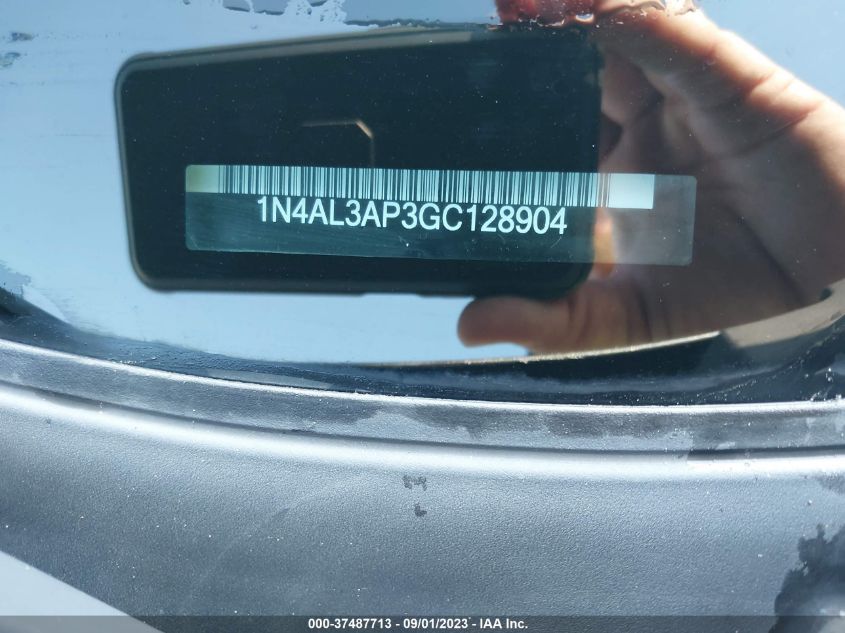 1N4AL3AP3GC128904
000-37487713 - 09/01/2023 - IAA Inc.